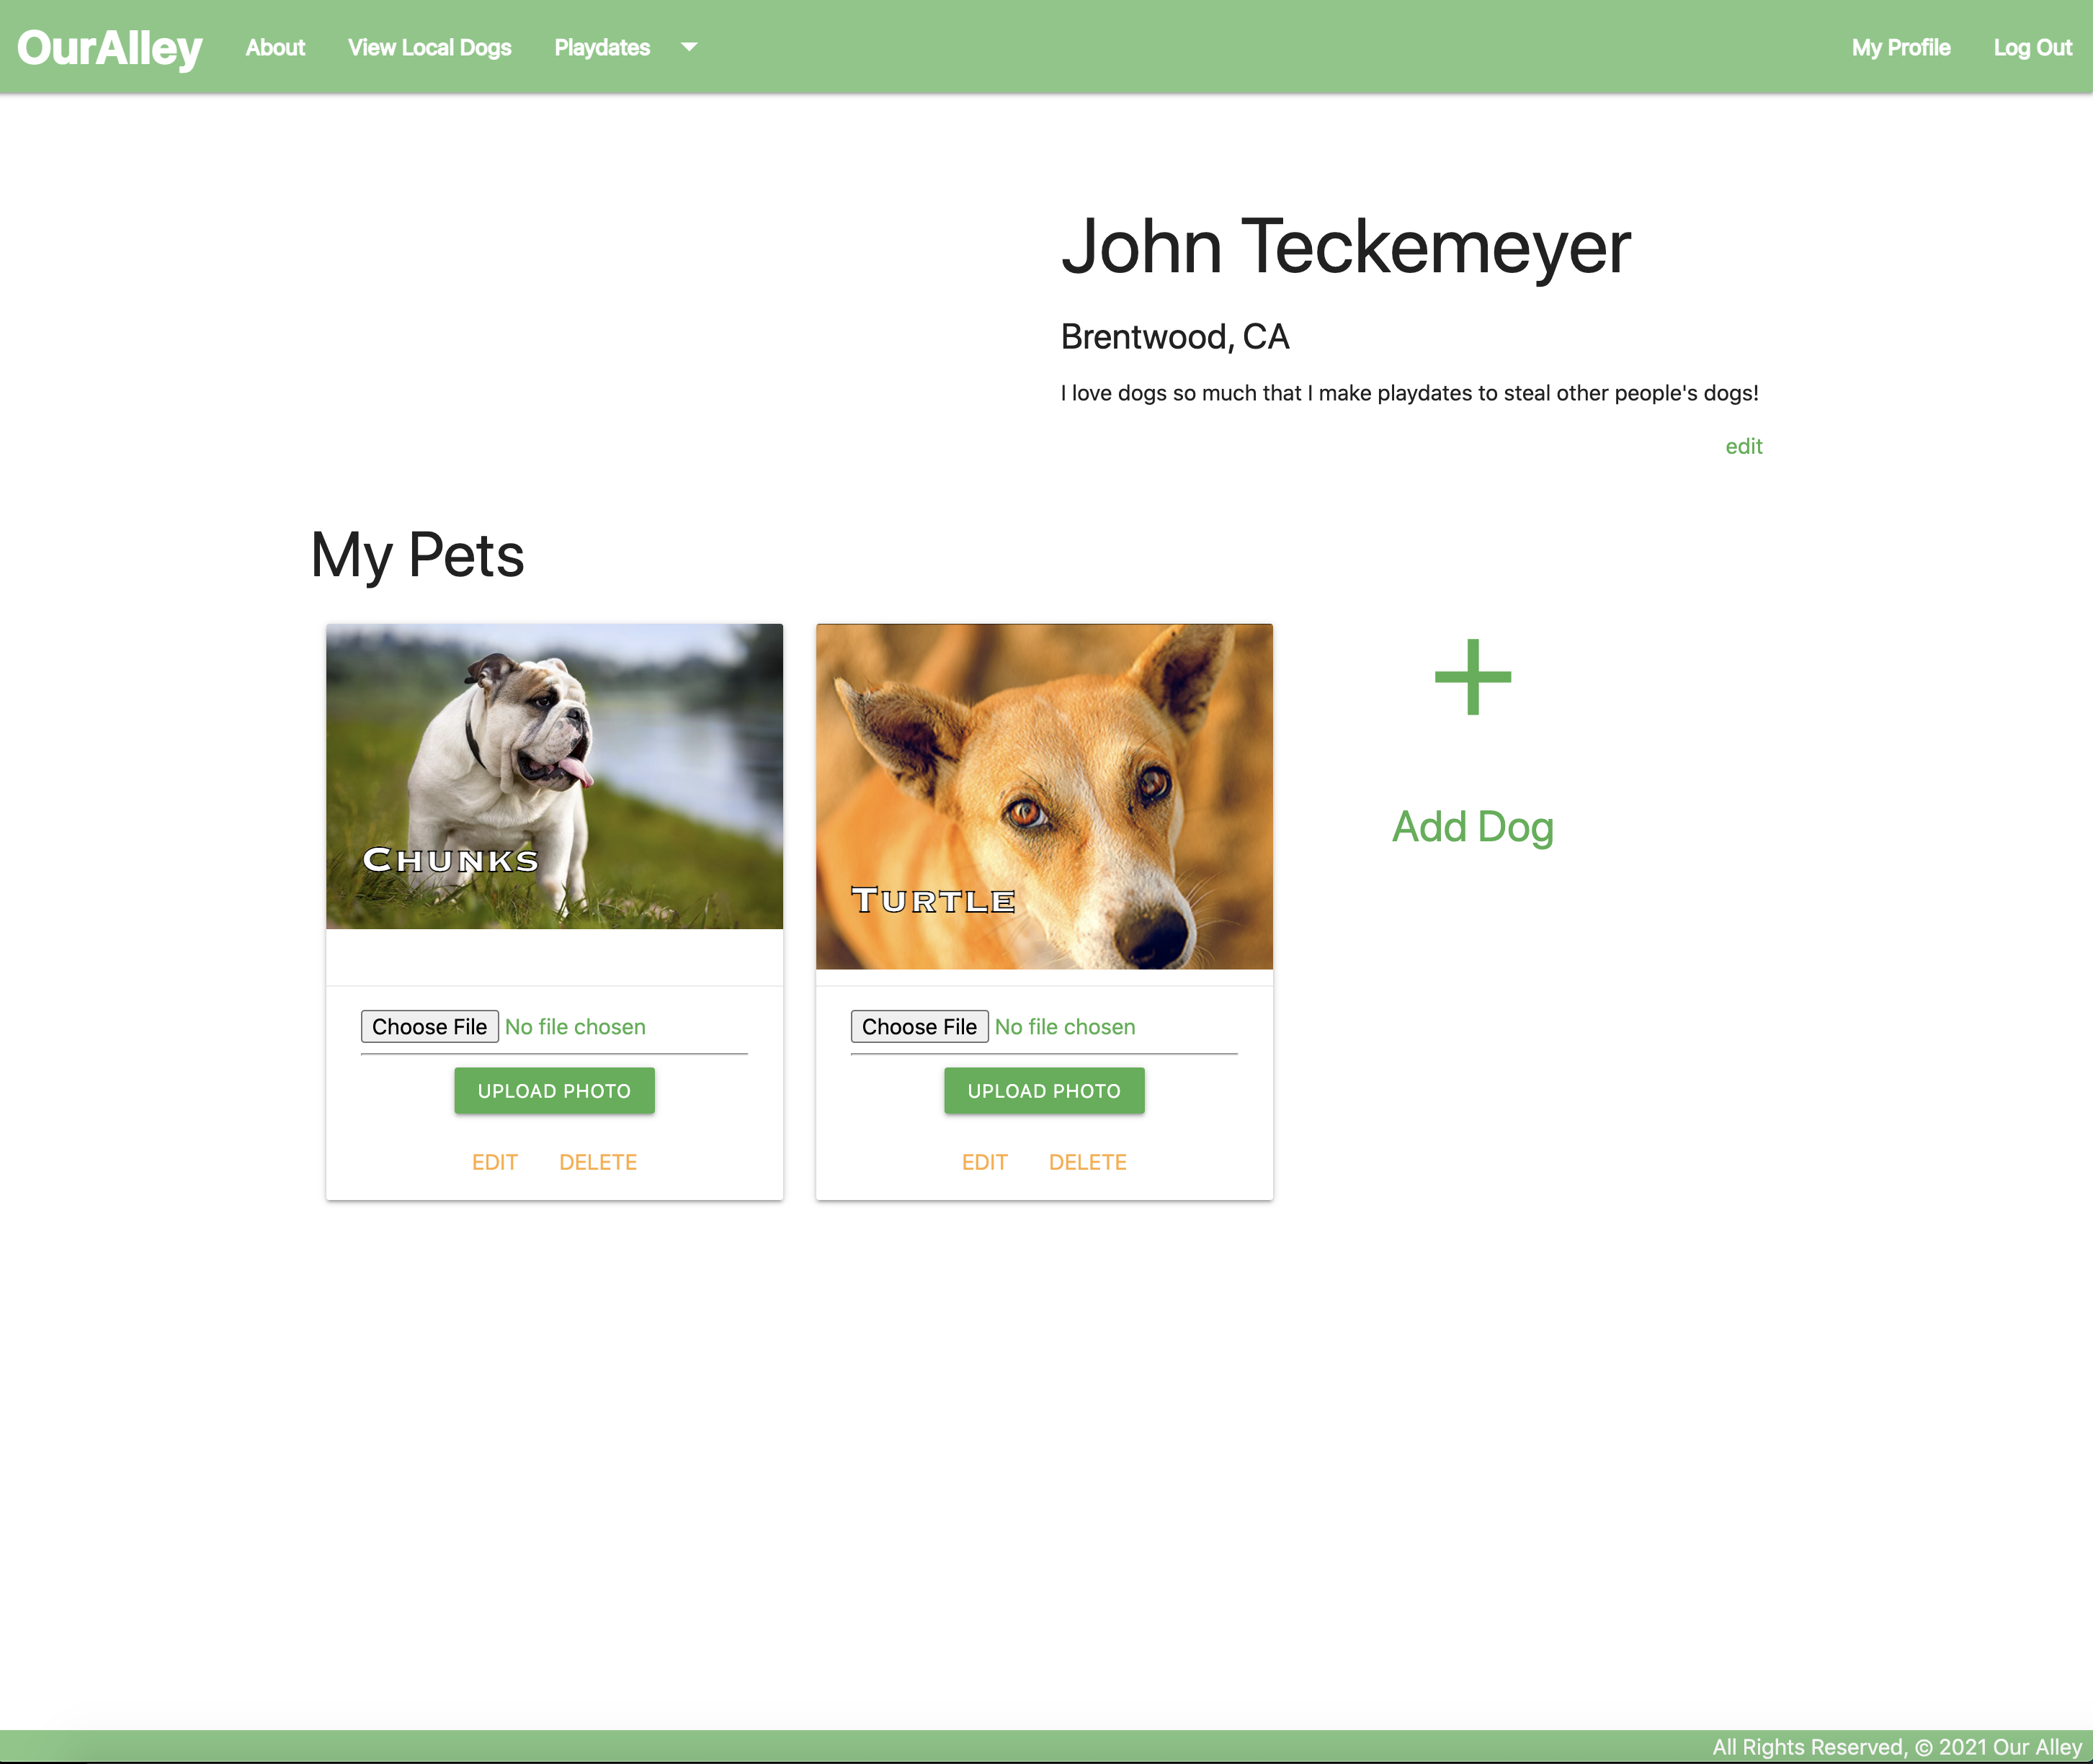 OurAlley About View Local Dogs Playdates My Profile Log Out
John Teckemeyer
Brentwood, CA
I love dogs so much that I make playdates to steal other people's dogs!
edit
My Pets
Chunks
Choose File No file chosen
UPLOAD PHOTO
EDIT DELETE
Turtle
Choose File No file chosen
UPLOAD PHOTO
EDIT DELETE
+
Add Dog
All Rights Reserved, © 2021 Our Alley